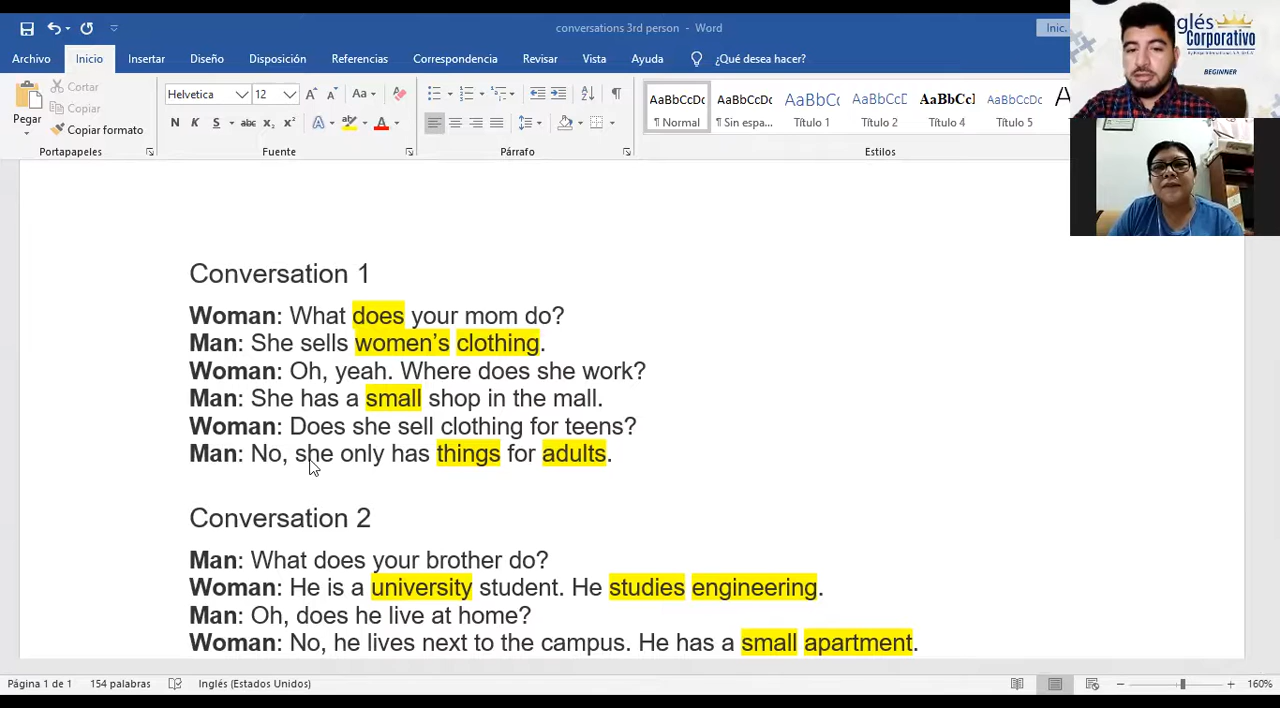 conversations 3rd person - Word
Inic.
glés
Corporativo
BEGINNER
Archivo Inicio Insertar Diseño Disposición Referencias Correspondencia Revisar Vista Ayuda ¿Qué desea hacer?
Pegar
Cortar
Copiar
Copiar formato
Portapapeles
Helvetica 12
N K S abc x₂ x²
Fuente
Párrafo
AaBbCcDc AaBbCcDc AaBbC AaBbCcD AaBbCc AaBbCcD A
¶ Normal ¶ Sin espa... Título 1 Título 2 Título 4 Título 5
Estilos
Conversation 1
Woman: What does your mom do?
Man: She sells women’s clothing.
Woman: Oh, yeah. Where does she work?
Man: She has a small shop in the mall.
Woman: Does she sell clothing for teens?
Man: No, she only has things for adults.
Conversation 2
Man: What does your brother do?
Woman: He is a university student. He studies engineering.
Man: Oh, does he live at home?
Woman: No, he lives next to the campus. He has a small apartment.
Página 1 de 1 154 palabras Inglés (Estados Unidos) 160%